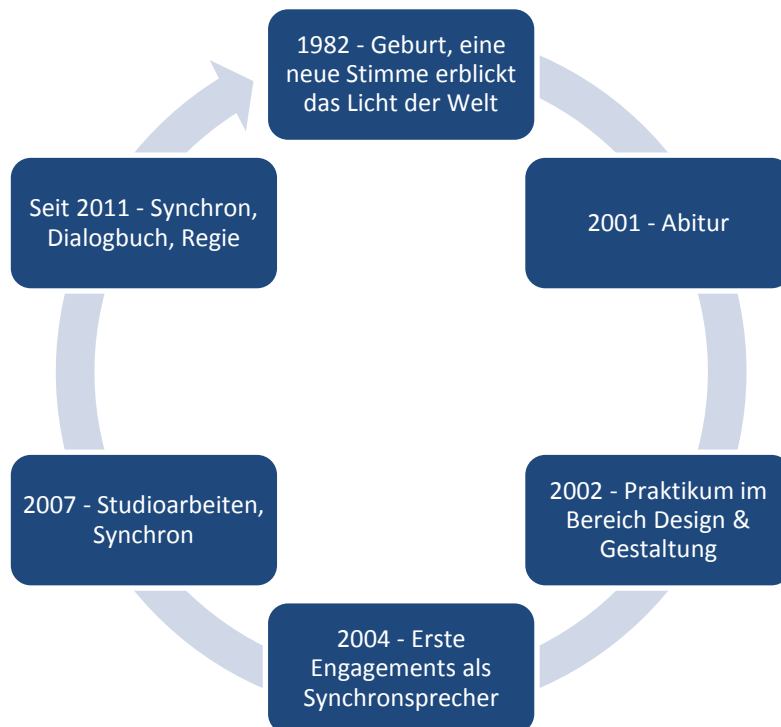 1982 - Geburt, eine
neue Stimme erblickt
das Licht der Welt
2001 - Abitur
2002 - Praktikum im
Bereich Design &
Gestaltung
2004 - Erste
Engagements als
Synchronsprecher
2007 - Studioarbeiten,
Synchron
Seit 2011 - Synchron,
Dialogbuch, Regie